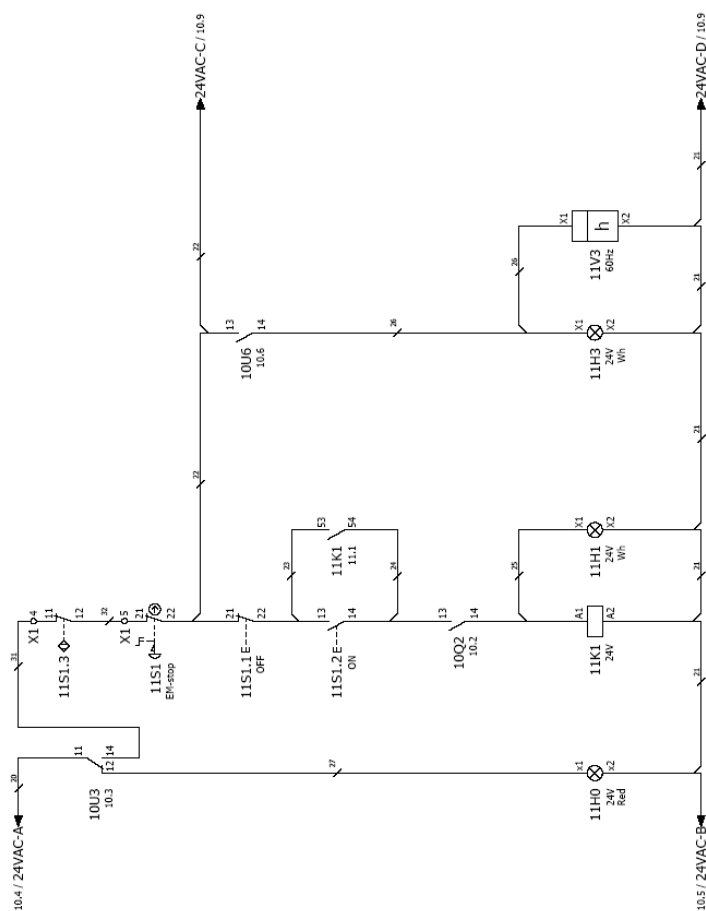 24VAC-C / 10.9
24VAC-D / 10.9
21
22
X1
h
X2
11V3
60Hz
26
21
13
14
10U6
10.6
26
X1
X2
11H3
24V
Wh
22
21
53
54
11K1
11.1
23
24
25
X1
X2
11H1
24V
Wh
21
X1
4
11
12
11S1.3
32
X1
5
21
22
11S1
EM-stop
21
22
11S1.1
OFF
13
14
11S1.2
ON
13
14
10Q2
10.2
A1
A2
11K1
24V
31
21
11
12
14
10U3
10.3
20
27
x1
x2
11H0
24V
Red
10.4 / 24VAC-A
10.5 / 24VAC-B